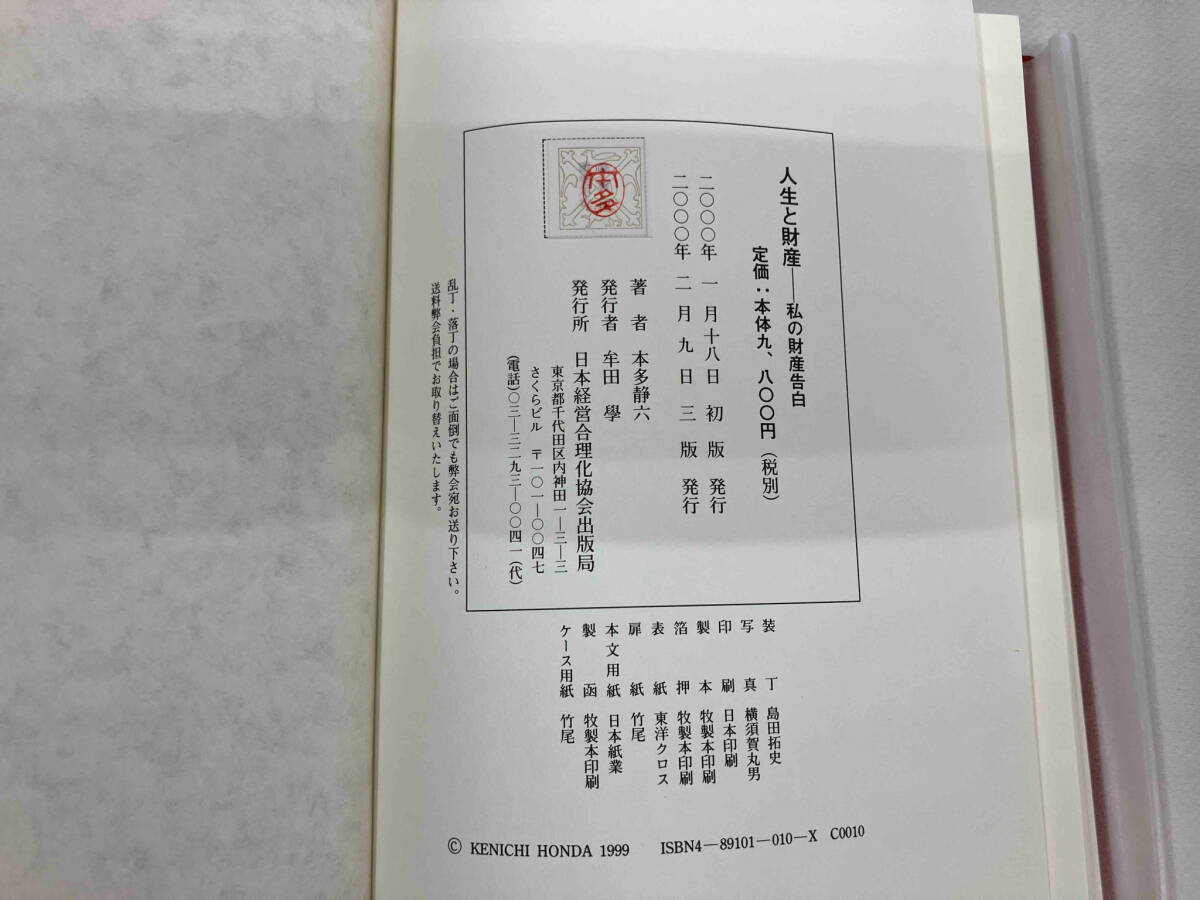 人生と財産――私の財産告白
定価：本体九、八〇〇円（税別）
二〇〇〇年 一月十八日 初版 発行
二〇〇〇年 二月九日 三版 発行
本多
著者 本多静六
発行者 牟田 學
発行所 日本経営合理化協会出版局
東京都千代田区内神田一―三―三
さくらビル 〒一〇一―〇〇四七
（電話）〇三―三二九三―〇〇四一（代）
乱丁・落丁の場合はご面倒でも弊会宛お送り下さい。
送料弊会負担でお取り替えいたします。
装丁 島田拓史
写真 横須賀丸男
印刷 日本印刷
製本 牧製本印刷
箔押 牧製本印刷
表紙 東洋クロス
扉紙 竹尾
本文用紙 日本紙業
製函 牧製本印刷
ケース用紙 竹尾
© KENICHI HONDA 1999 ISBN4―89101―010―X C0010